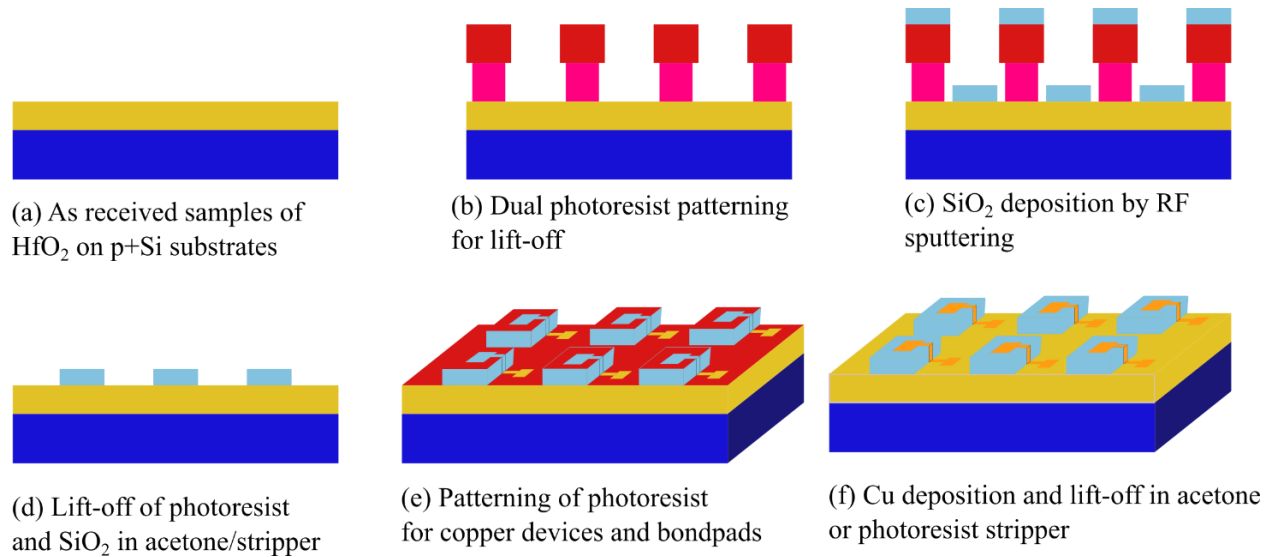 (a) As received samples of
HfO₂ on p+Si substrates
(b) Dual photoresist patterning
for lift-off
(c) SiO₂ deposition by RF
sputtering
(d) Lift-off of photoresist
and SiO₂ in acetone/stripper
(e) Patterning of photoresist
for copper devices and bondpads
(f) Cu deposition and lift-off in acetone
or photoresist stripper